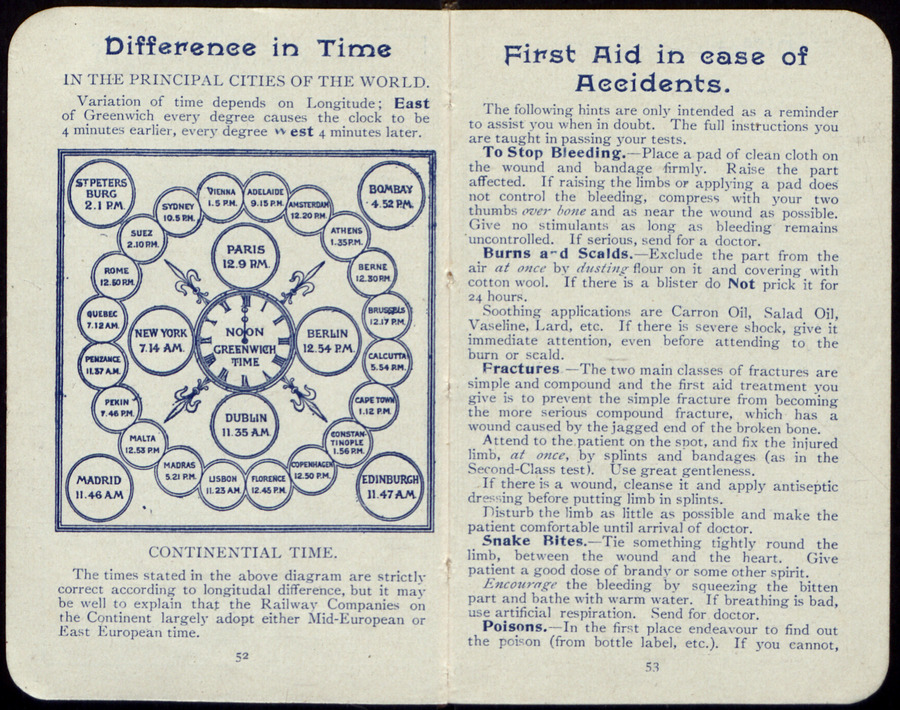 Difference in Time
IN THE PRINCIPAL CITIES OF THE WORLD.
Variation of time depends on Longitude; East
of Greenwich every degree causes the clock to be
4 minutes earlier, every degree west 4 minutes later.
ST PETERS
BURG
2.1 P.M.
SYDNEY
10.5 P.M.
VIENNA
1.5 P.M.
ADELAIDE
9.15 P.M.
AMSTERDAM
12.20 P.M.
BOMBAY
4.52 P.M.
SUEZ
2.10 P.M.
PARIS
12.9 P.M.
ATHENS
1.35 P.M.
ROME
12.50 P.M.
BERNE
12.30 P.M.
QUEBEC
7.12 A.M.
NEW YORK
7.14 A.M.
NOON
GREENWICH
TIME
BERLIN
12.54 P.M.
BRUSSELS
12.17 P.M.
PENZANCE
11.37 A.M.
CALCUTTA
5.54 P.M.
PEKIN
7.46 P.M.
DUBLIN
11.35 A.M
CAPE TOWN
1.12 P.M.
MALTA
12.53 P.M
CONSTAN-
TINOPLE
1.56 P.M.
MADRID
11.46 A.M
MADRAS
5.21 P.M.
LISBON
11.23 A.M.
FLORENCE
12.45 P.M.
COPENHAGEN
12.50 P.M.
EDINBURGH
11.47 A.M.
CONTINENTIAL TIME.
The times stated in the above diagram are strictly
correct according to longitudal difference, but it may
be well to explain that the Railway Companies on
the Continent largely adopt either Mid-European or
East European time.
52
First Aid in case of
Accidents.
The following hints are only intended as a reminder
to assist you when in doubt. The full instructions you
are taught in passing your tests.
To Stop Bleeding.—Place a pad of clean cloth on
the wound and bandage firmly. Raise the part
affected. If raising the limbs or applying a pad does
not control the bleeding, compress with your two
thumbs over bone and as near the wound as possible.
Give no stimulants as long as bleeding remains
uncontrolled. If serious, send for a doctor.
Burns and Scalds.—Exclude the part from the
air at once by dusting flour on it and covering with
cotton wool. If there is a blister do Not prick it for
24 hours.
Soothing applications are Carron Oil, Salad Oil,
Vaseline, Lard, etc. If there is severe shock, give it
immediate attention, even before attending to the
burn or scald.
Fractures.—The two main classes of fractures are
simple and compound and the first aid treatment you
give is to prevent the simple fracture from becoming
the more serious compound fracture, which has a
wound caused by the jagged end of the broken bone.
Attend to the patient on the spot, and fix the injured
limb, at once, by splints and bandages (as in the
Second-Class test). Use great gentleness.
If there is a wound, cleanse it and apply antiseptic
dressing before putting limb in splints.
Disturb the limb as little as possible and make the
patient comfortable until arrival of doctor.
Snake Bites.—Tie something tightly round the
limb, between the wound and the heart. Give
patient a good dose of brandy or some other spirit.
Encourage the bleeding by squeezing the bitten
part and bathe with warm water. If breathing is bad,
use artificial respiration. Send for doctor.
Poisons.—In the first place endeavour to find out
the poison (from bottle label, etc.). If you cannot,
53